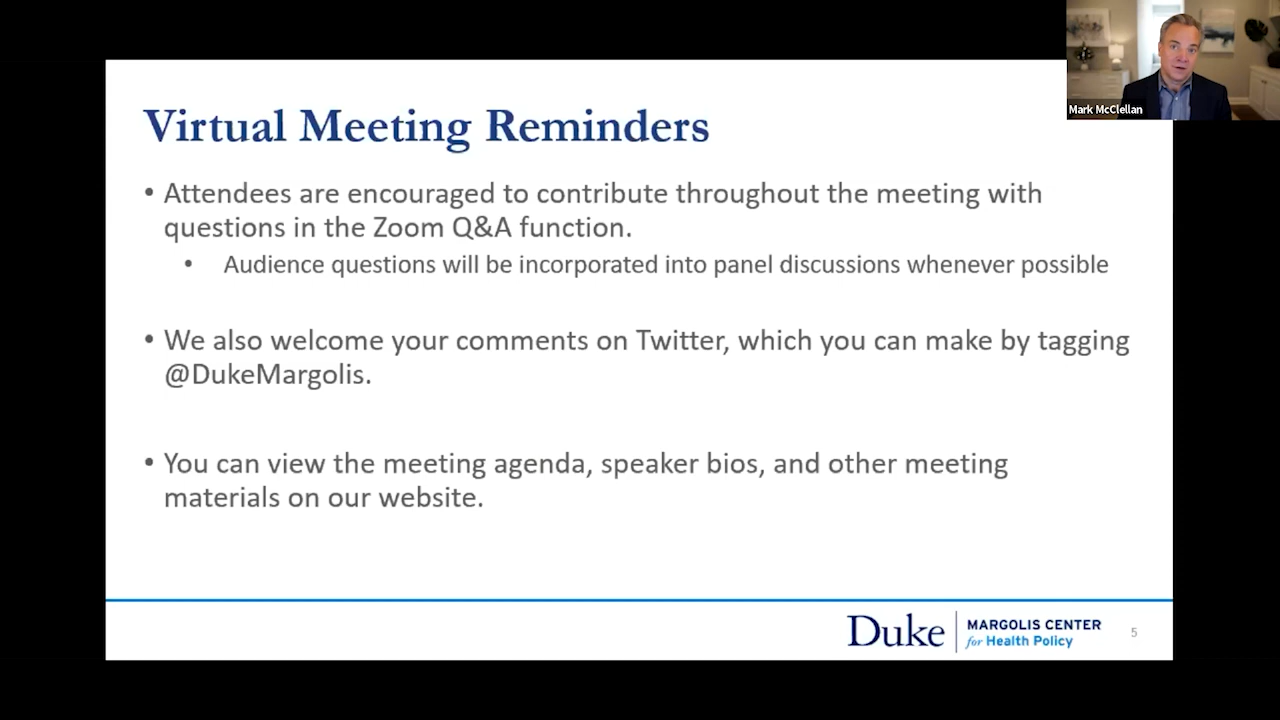 Mark McClellan
Virtual Meeting Reminders
• Attendees are encouraged to contribute throughout the meeting with
questions in the Zoom Q&A function.
• Audience questions will be incorporated into panel discussions whenever possible
• We also welcome your comments on Twitter, which you can make by tagging
@DukeMargolis.
• You can view the meeting agenda, speaker bios, and other meeting
materials on our website.
Duke
MARGOLIS CENTER
for Health Policy
5